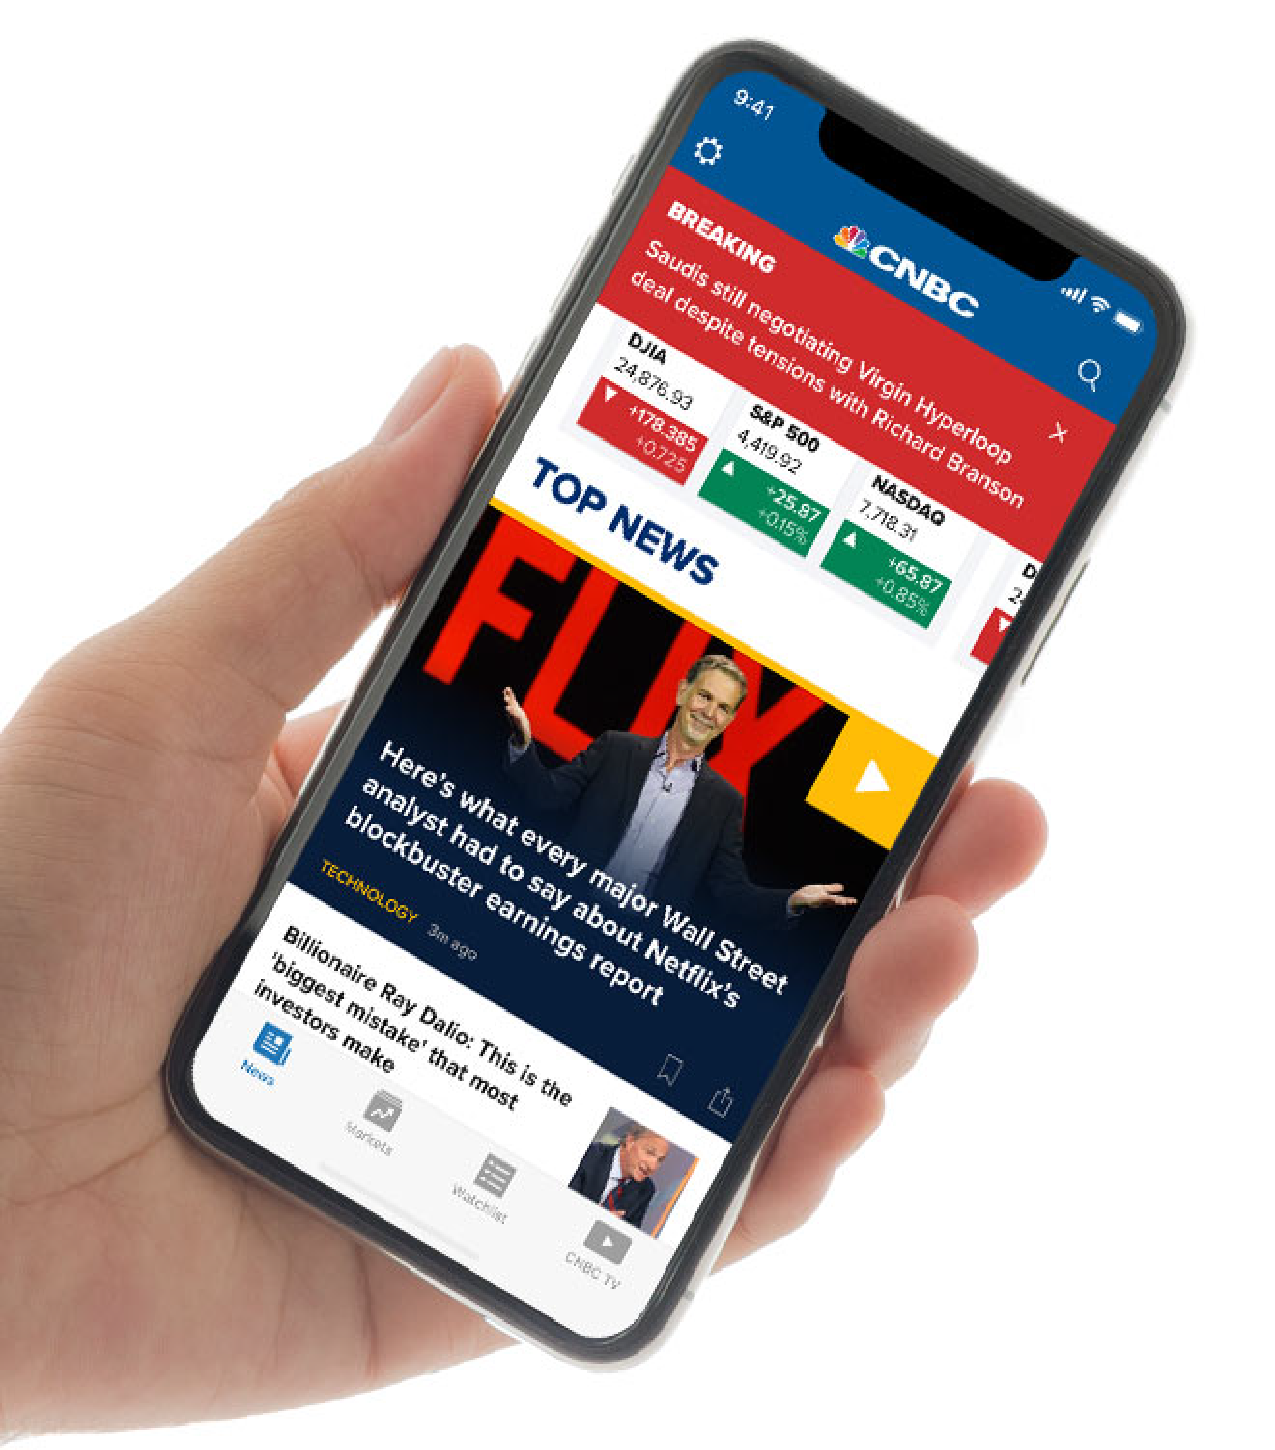 9:41
CNBC
BREAKING
Saudis still negotiating Virgin Hyperloop
deal despite tensions with Richard Branson
DJIA
24,876.93
+178.385
+0.725
S&P 500
4,419.92
+25.87
+0.15%
NASDAQ
7,718.31
+65.87
+0.85%
D
2
TOP NEWS
FLIX
Here's what every major Wall Street
analyst had to say about Netflix's
blockbuster earnings report
TECHNOLOGY 3m ago
Billionaire Ray Dalio: This is the
'biggest mistake' that most
investors make
News
Markets
Watchlist
CNBC TV